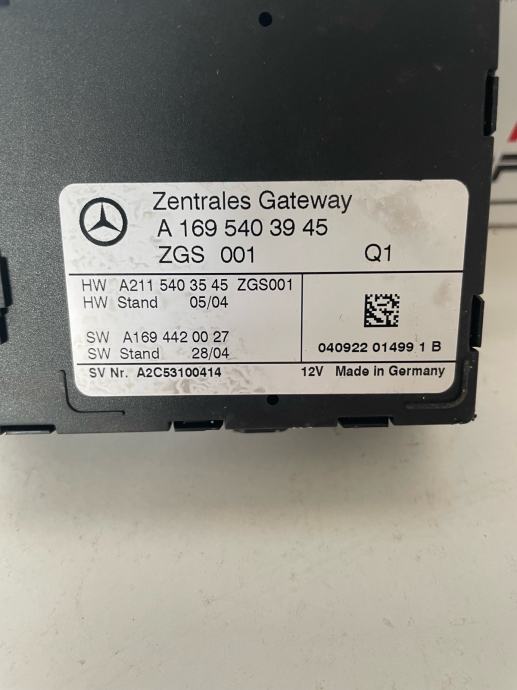 Zentrales Gateway
A 169 540 39 45
ZGS 001 Q1
HW A211 540 35 45 ZGS001
HW Stand 05/04
SW A169 442 00 27
SW Stand 28/04
040922 01499 1 B
SV Nr. A2C53100414 12V Made in Germany